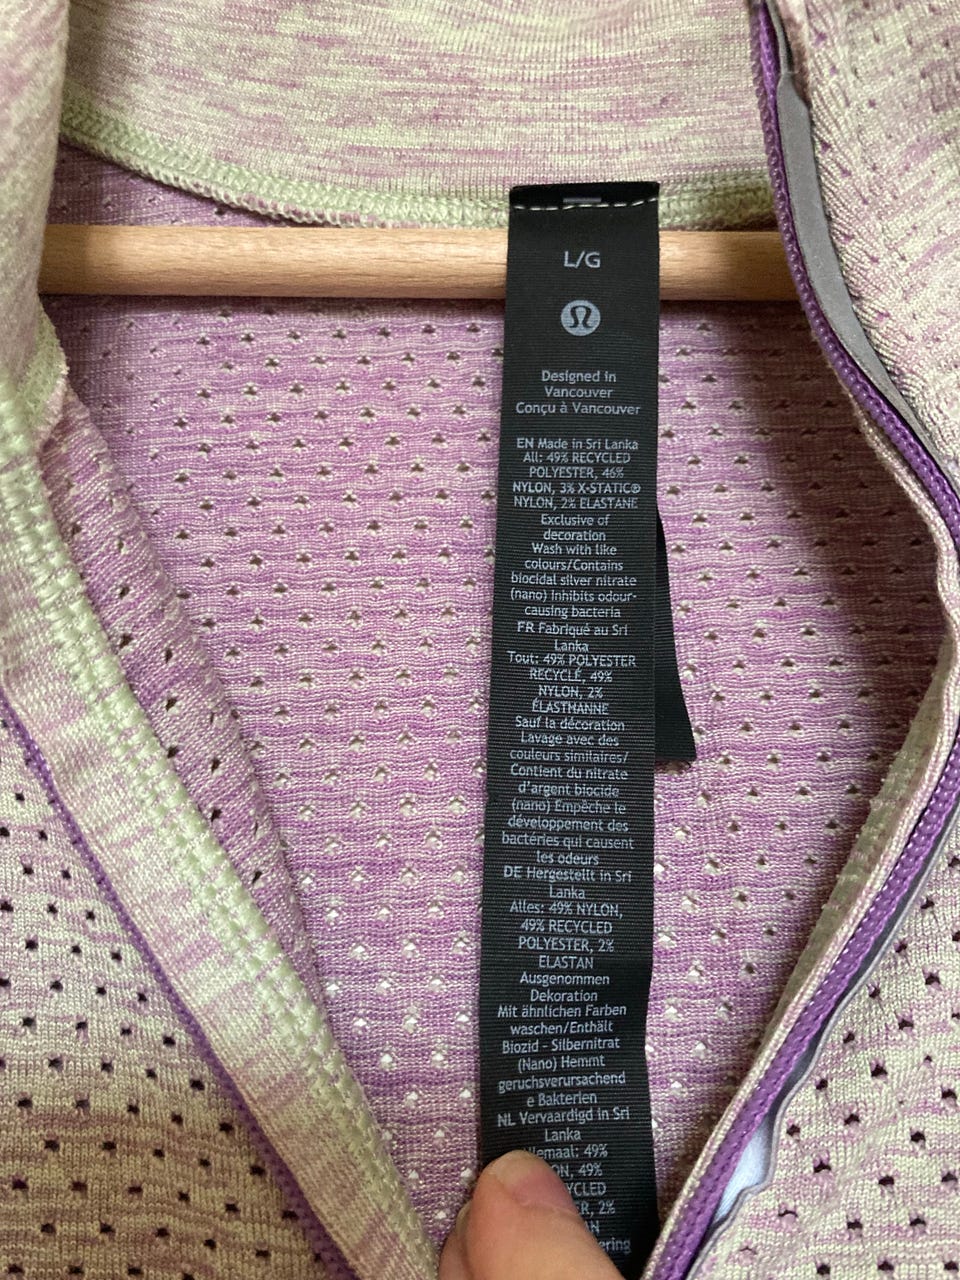 L/G
Designed in
Vancouver
Conçu à Vancouver
EN Made in Sri Lanka
All: 49% RECYCLED
POLYESTER, 46%
NYLON, 3% X-STATIC®
NYLON, 2% ELASTANE
Exclusive of
decoration
Wash with like
colours/Contains
biocidal silver nitrate
(nano) Inhibits odour-
causing bacteria
FR Fabriqué au Sri
Lanka
Tout: 49% POLYESTER
RECYCLÉ, 49%
NYLON, 2%
ÉLASTHANNE
Sauf la décoration
Lavage avec des
couleurs similaires/
Contient du nitrate
d'argent biocide
(nano) Empêche le
développement des
bactéries qui causent
les odeurs
DE Hergestellt in Sri
Lanka
Alles: 49% NYLON,
49% RECYCLED
POLYESTER, 2%
ELASTAN
Ausgenommen
Dekoration
Mit ähnlichen Farben
waschen/Enthält
Biozid - Silbernitrat
(Nano) Hemmt
geruchsverursachend
e Bakterien
NL Vervaardigd in Sri
Lanka
49%
49%
2%